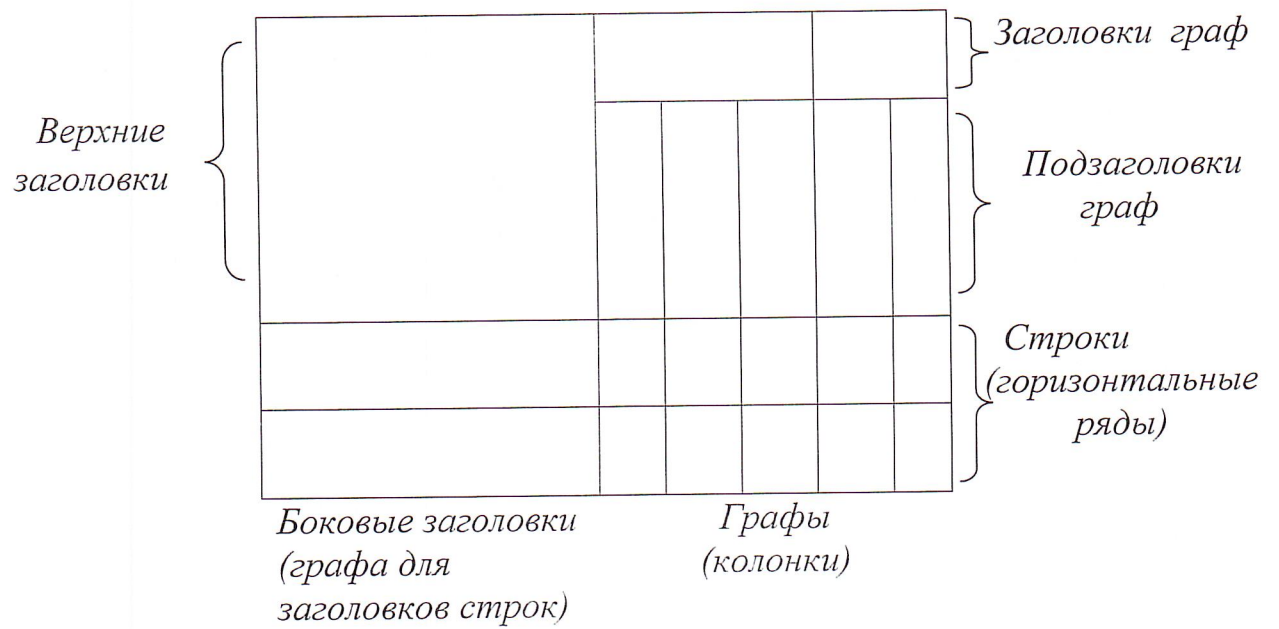 Заголовки граф
Верхние
заголовки
Подзаголовки
граф
Строки
(горизонтальные
ряды)
Боковые заголовки
(графа для
заголовков строк)
Графы
(колонки)